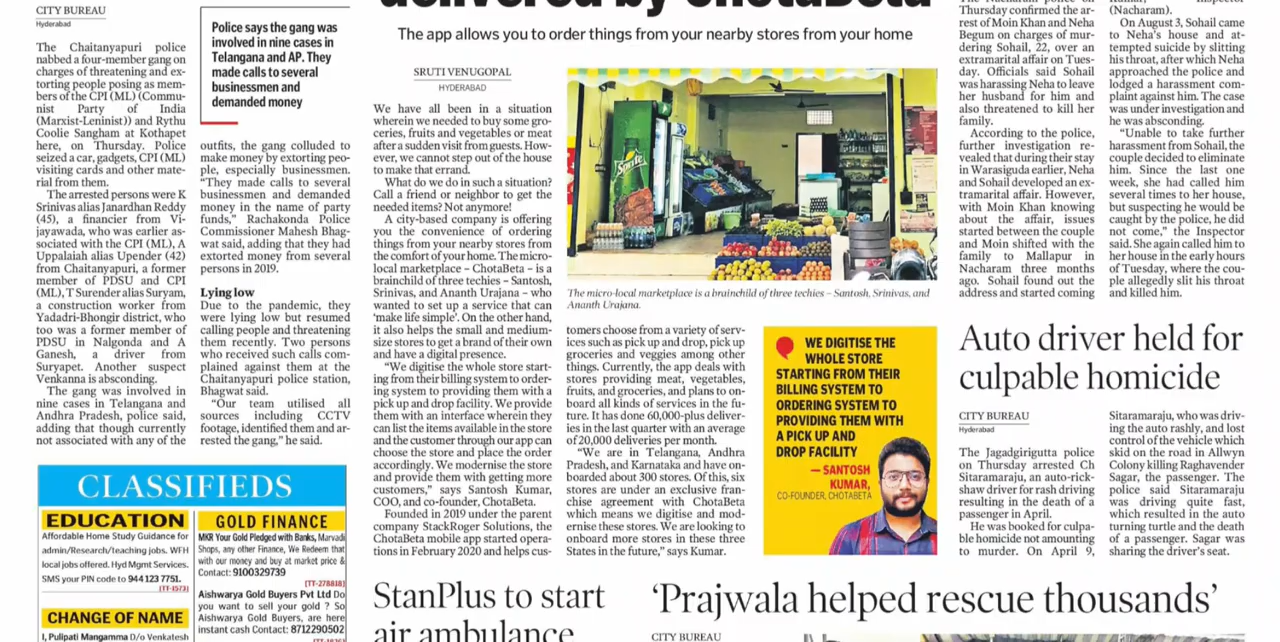 CITY BUREAU
Hyderabad
The Chaitanyapuri police
nabbed a four-member gang on
charges of threatening and ex-
torting people posing as mem-
bers of the CPI (ML) (Commu-
nist Party of India
(Marxist-Leninist)) and Rythu
Coolie Sangham at Kothapet
here, on Thursday. Police
seized a car, gadgets, CPI (ML)
visiting cards and other mate-
rial from them.
The arrested persons were K
Srinivas alias Janardhan Reddy
(45), a financier from Vi-
jayawada, who was earlier as-
sociated with the CPI (ML), A
Uppalaiah alias Upender (42)
from Chaitanyapuri, a former
member of PDSU and CPI
(ML), T Surender alias Suryam,
a construction worker from
Yadadri-Bhongir district, who
too was a former member of
PDSU in Nalgonda and A
Ganesh, a driver from
Suryapet. Another suspect
Venkanna is absconding.
The gang was involved in
nine cases in Telangana and
Andhra Pradesh, police said,
adding that though currently
not associated with any of the
Police says the gang was
involved in nine cases in
Telangana and AP. They
made calls to several
businessmen and
demanded money
outfits, the gang colluded to
make money by extorting peo-
ple, especially businessmen.
“They made calls to several
businessmen and demanded
money in the name of party
funds,” Rachakonda Police
Commissioner Mahesh Bhag-
wat said, adding that they had
extorted money from several
persons in 2019.
Lying low
Due to the pandemic, they
were lying low but resumed
calling people and threatening
them recently. Two persons
who received such calls com-
plained against them at the
Chaitanyapuri police station,
Bhagwat said.
“Our team utilised all
sources including CCTV
footage, identified them and ar-
rested the gang,” he said.
CLASSIFIEDS
EDUCATION
Affordable Home Study Guidance for
admin/Research/teaching jobs. WFH
local jobs offered. Hyd Mgmt Services.
SMS your PIN code to 944 123 7751.
(TT-1573)
CHANGE OF NAME
I, Pulipati Mangamma D/o Venkatesh
GOLD FINANCE
MKR Your Gold Pledged with Banks, Marvadi
Shops, any other Finance, We Redeem that
with our money and buy at market price &
Contact: 9100329739
(TT-278818)
Aishwarya Gold Buyers Pvt Ltd Do
you want to sell your gold ? So
Aishwarya Gold Buyers, are here
instant cash Contact: 8712290502
delivered by ChotaBeta
The app allows you to order things from your nearby stores from your home
SRUTI VENUGOPAL
HYDERABAD
We have all been in a situation
wherein we needed to buy some gro-
ceries, fruits and vegetables or meat
after a sudden visit from guests. How-
ever, we cannot step out of the house
to make that errand.
What do we do in such a situation?
Call a friend or neighbor to get the
needed items? Not anymore!
A city-based company is offering
you the convenience of ordering
things from your nearby stores from
the comfort of your home. The micro-
local marketplace – ChotaBeta – is a
brainchild of three techies – Santosh,
Srinivas, and Ananth Urajana – who
wanted to set up a service that can
‘make life simple’. On the other hand,
it also helps the small and medium-
size stores to get a brand of their own
and have a digital presence.
“We digitise the whole store start-
ing from their billing system to order-
ing system to providing them with a
pick up and drop facility. We provide
them with an interface wherein they
can list the items available in the store
and the customer through our app can
choose the store and place the order
accordingly. We modernise the store
and provide them with getting more
customers,” says Santosh Kumar,
COO, and co-founder, ChotaBeta.
Founded in 2019 under the parent
company StackRoger Solutions, the
ChotaBeta mobile app started opera-
tions in February 2020 and helps cus-
Sprite
The micro-local marketplace is a brainchild of three techies – Santosh, Srinivas, and
Ananth Urajana.
tomers choose from a variety of serv-
ices such as pick up and drop, pick up
groceries and veggies among other
things. Currently, the app deals with
stores providing meat, vegetables,
fruits, and groceries, and plans to on-
board all kinds of services in the fu-
ture. It has done 60,000-plus deliver-
ies in the last quarter with an average
of 20,000 deliveries per month.
“We are in Telangana, Andhra
Pradesh, and Karnataka and have on-
boarded about 300 stores. Of this, six
stores are under an exclusive fran-
chise agreement with ChotaBeta
which means we digitise and mod-
ernise these stores. We are looking to
onboard more stores in these three
States in the future,” says Kumar.
WE DIGITISE THE
WHOLE STORE
STARTING FROM THEIR
BILLING SYSTEM TO
ORDERING SYSTEM TO
PROVIDING THEM WITH
A PICK UP AND
DROP FACILITY
— SANTOSH
KUMAR,
CO-FOUNDER, CHOTABETA
StanPlus to start
air ambulance
‘Prajwala helped rescue thousands’
CITY BUREAU
Thursday confirmed the ar-
rest of Moin Khan and Neha
Begum on charges of mur-
dering Sohail, 22, over an
extramarital affair on Tues-
day. Officials said Sohail
was harassing Neha to leave
her husband for him and
also threatened to kill her
family.
According to the police,
further investigation re-
vealed that during their stay
in Warasiguda earlier, Neha
and Sohail developed an ex-
tramarital affair. However,
with Moin Khan knowing
about the affair, issues
started between the couple
and Moin shifted with the
family to Mallapur in
Nacharam three months
ago. Sohail found out the
address and started coming
(Nacharam).
On August 3, Sohail came
to Neha's house and at-
tempted suicide by slitting
his throat, after which Neha
approached the police and
lodged a harassment com-
plaint against him. The case
was under investigation and
he was absconding.
“Unable to take further
harassment from Sohail, the
couple decided to eliminate
him. Since the last one
week, she had called him
several times to her house,
but suspecting he would be
caught by the police, he did
not come,” the Inspector
said. She again called him to
her house in the early hours
of Tuesday, where the cou-
ple allegedly slit his throat
and killed him.
Auto driver held for
culpable homicide
CITY BUREAU
Hyderabad
The Jagadgirigutta police
on Thursday arrested Ch
Sitaramaraju, an auto-rick-
shaw driver for rash driving
resulting in the death of a
passenger in April.
He was booked for culpa-
ble homicide not amounting
to murder. On April 9,
Sitaramaraju, who was driv-
ing the auto rashly, and lost
control of the vehicle which
skid on the road in Allwyn
Colony killing Raghavender
Sagar, the passenger. The
police said Sitaramaraju
was driving quite fast,
which resulted in the auto
turning turtle and the death
of a passenger. Sagar was
sharing the driver's seat.